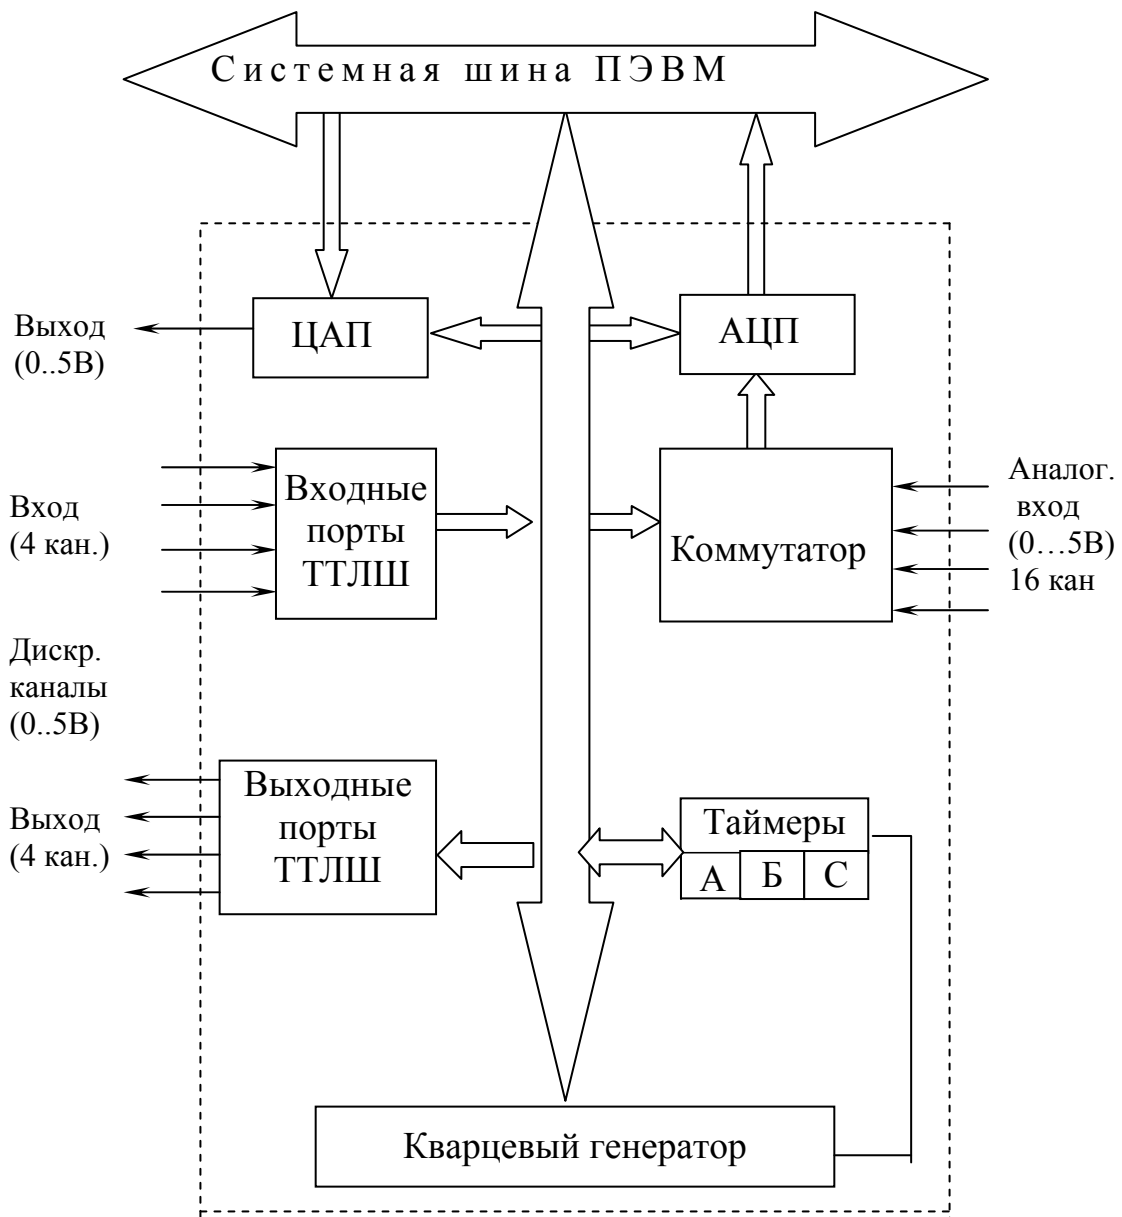 Системная шина ПЭВМ
ЦАП
АЦП
Выход
(0..5В)
Входные
порты
ТТЛШ
Вход
(4 кан.)
Коммутатор
Аналог.
вход
(0…5В)
16 кан
Дискр.
каналы
(0..5В)
Выходные
порты
ТТЛШ
Выход
(4 кан.)
Таймеры
А Б С
Кварцевый генератор